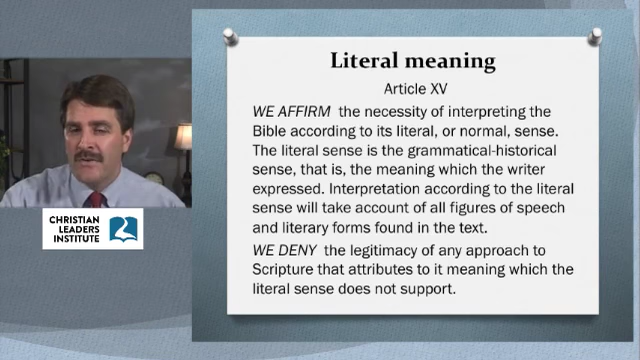 Literal meaning
Article XV
WE AFFIRM the necessity of interpreting the
Bible according to its literal, or normal, sense.
The literal sense is the grammatical-historical
sense, that is, the meaning which the writer
expressed. Interpretation according to the literal
sense will take account of all figures of speech
and literary forms found in the text.
WE DENY the legitimacy of any approach to
Scripture that attributes to it meaning which the
literal sense does not support.
CHRISTIAN
LEADERS
INSTITUTE